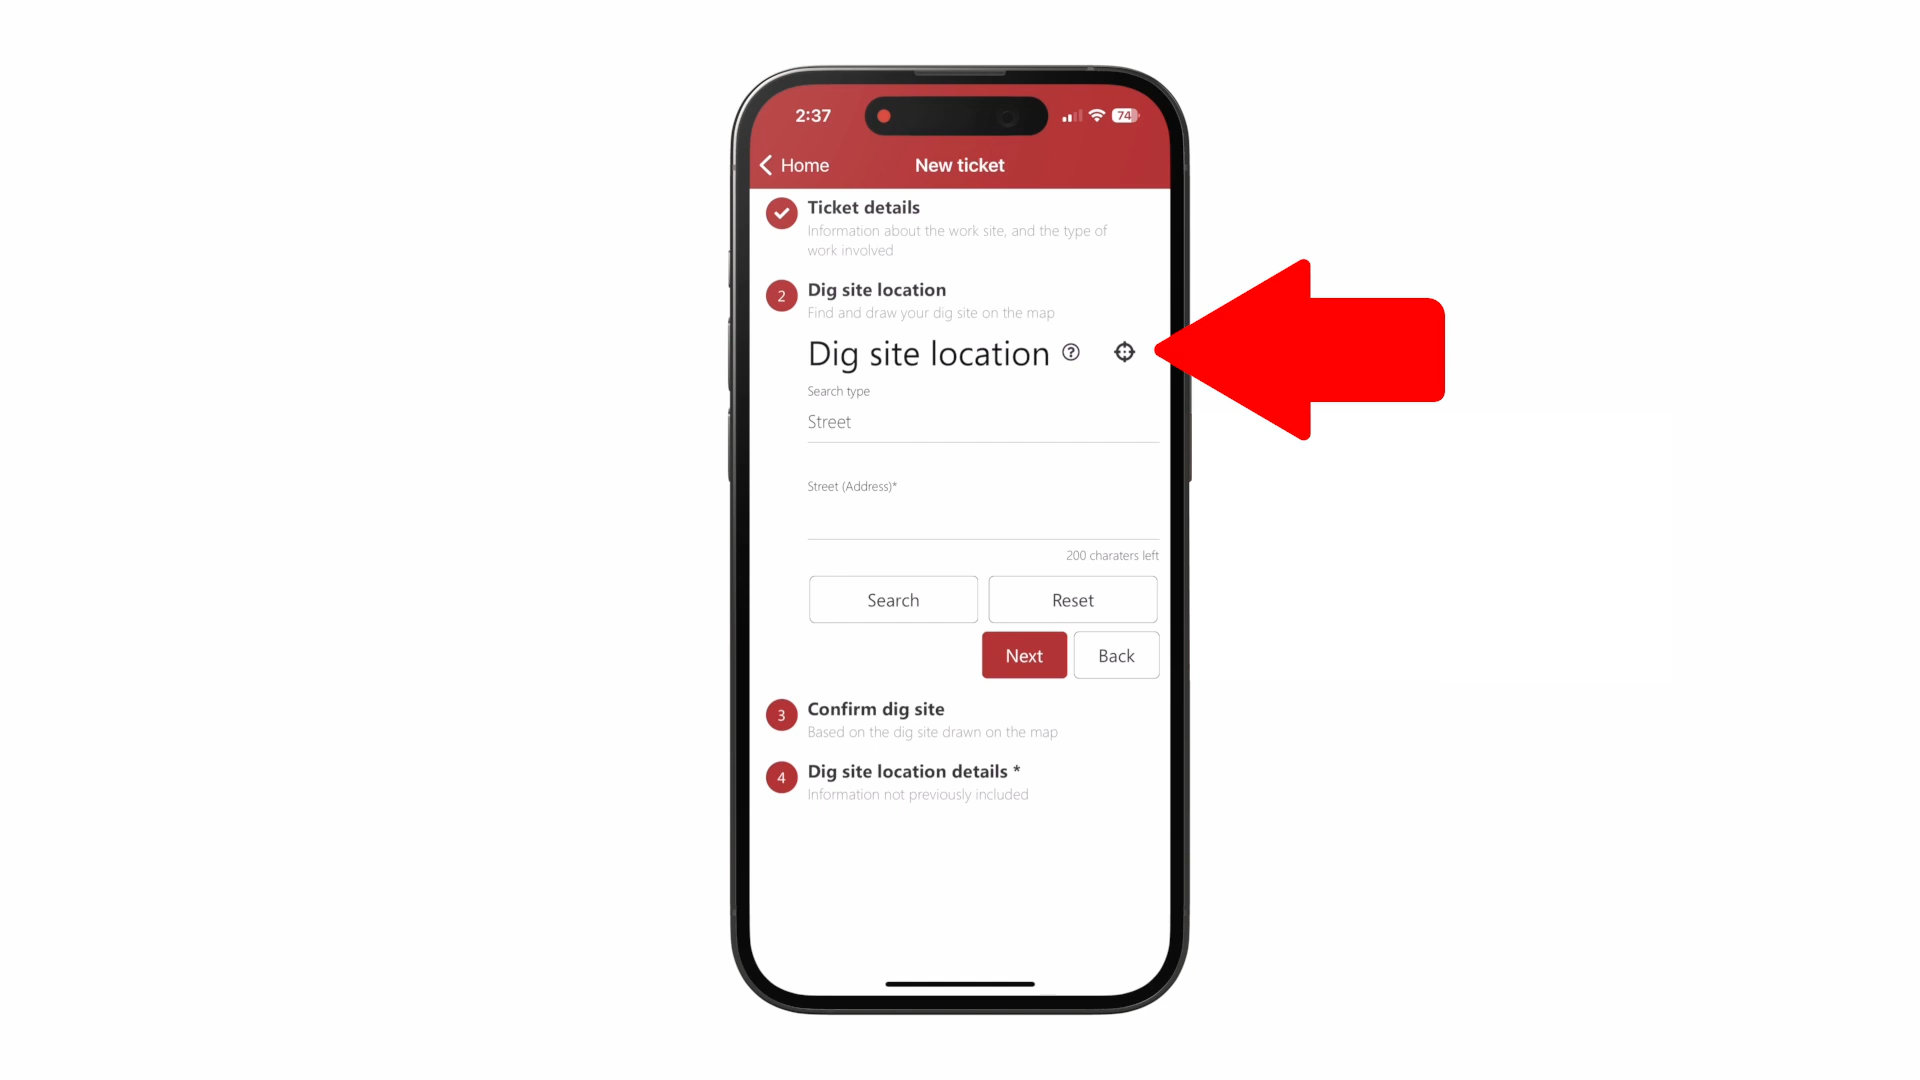 2:37
74
Home
New ticket
Ticket details
Information about the work site, and the type of
work involved
2
Dig site location
Find and draw your dig site on the map
Dig site location ?
Search type
Street
Street (Address)*
200 charaters left
Search
Reset
Next
Back
3
Confirm dig site
Based on the dig site drawn on the map
4
Dig site location details *
Information not previously included